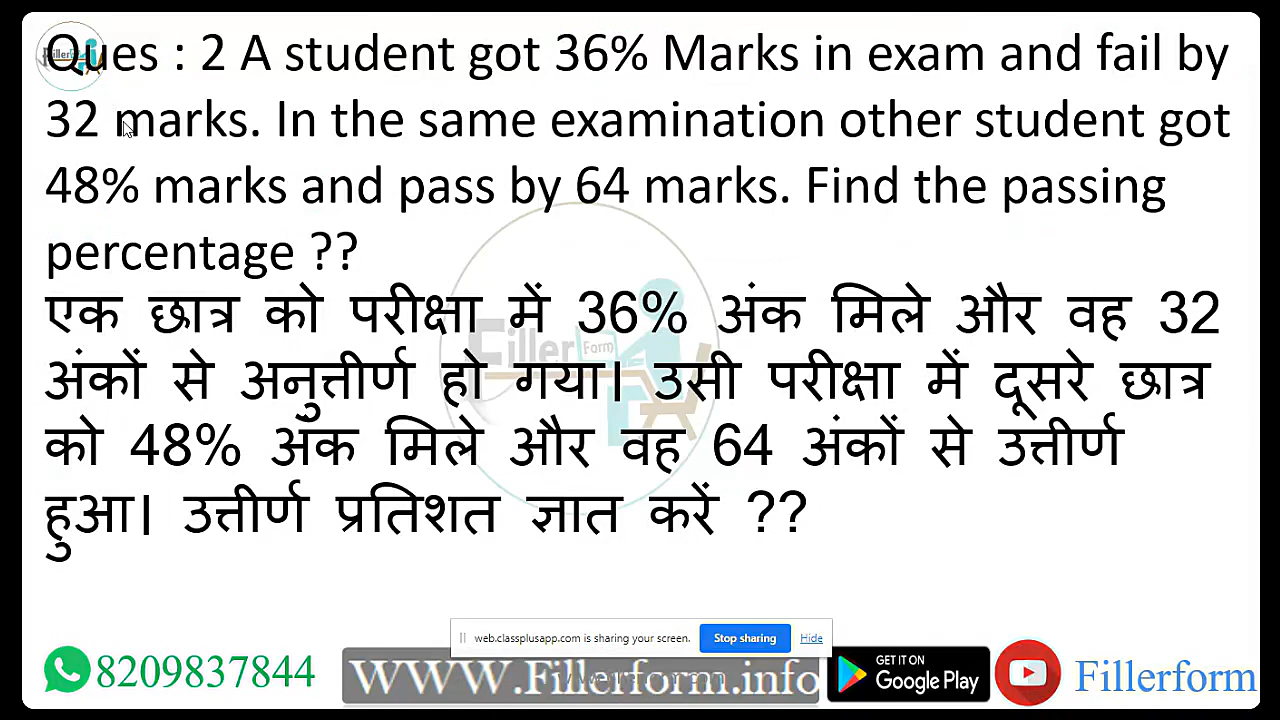 Ques : 2 A student got 36% Marks in exam and fail by
32 marks. In the same examination other student got
48% marks and pass by 64 marks. Find the passing
percentage ??
एक छात्र को परीक्षा में 36% अंक मिले और वह 32
अंकों से अनुत्तीर्ण हो गया। उसी परीक्षा में दूसरे छात्र
को 48% अंक मिले और वह 64 अंकों से उत्तीर्ण
हुआ। उत्तीर्ण प्रतिशत ज्ञात करें ??
Filler Form
web.classplusapp.com is sharing your screen. Stop sharing Hide
8209837844 WWW.Fillerform.info GET IT ON Google Play Fillerform